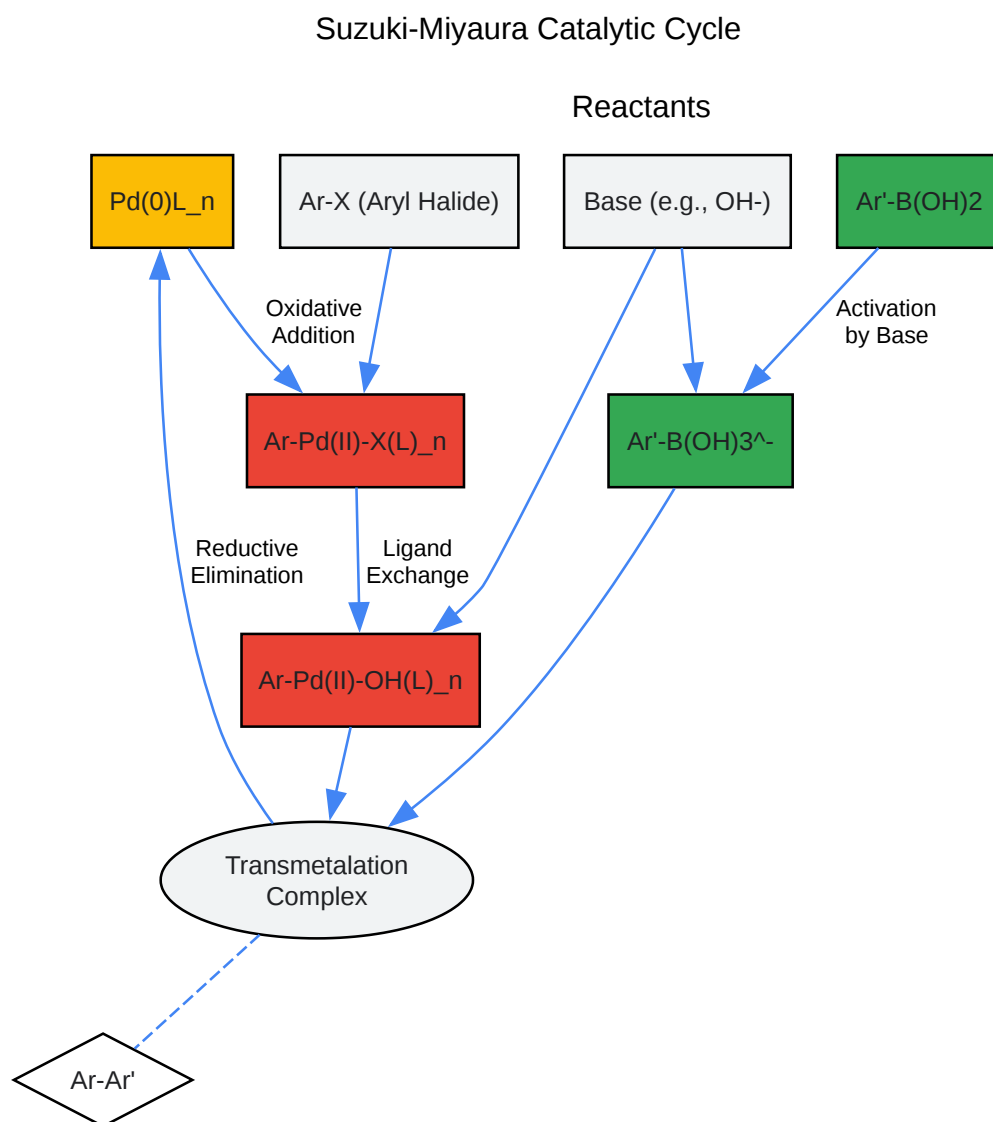 Suzuki-Miyaura Catalytic Cycle
Reactants
Pd(0)L_n
Ar-X (Aryl Halide)
Base (e.g., OH-)
Ar'-B(OH)2
Oxidative
Addition
Activation
by Base
Ar-Pd(II)-X(L)_n
Ar'-B(OH)3^-
Reductive
Elimination
Ligand
Exchange
Ar-Pd(II)-OH(L)_n
Transmetalation
Complex
Ar-Ar'